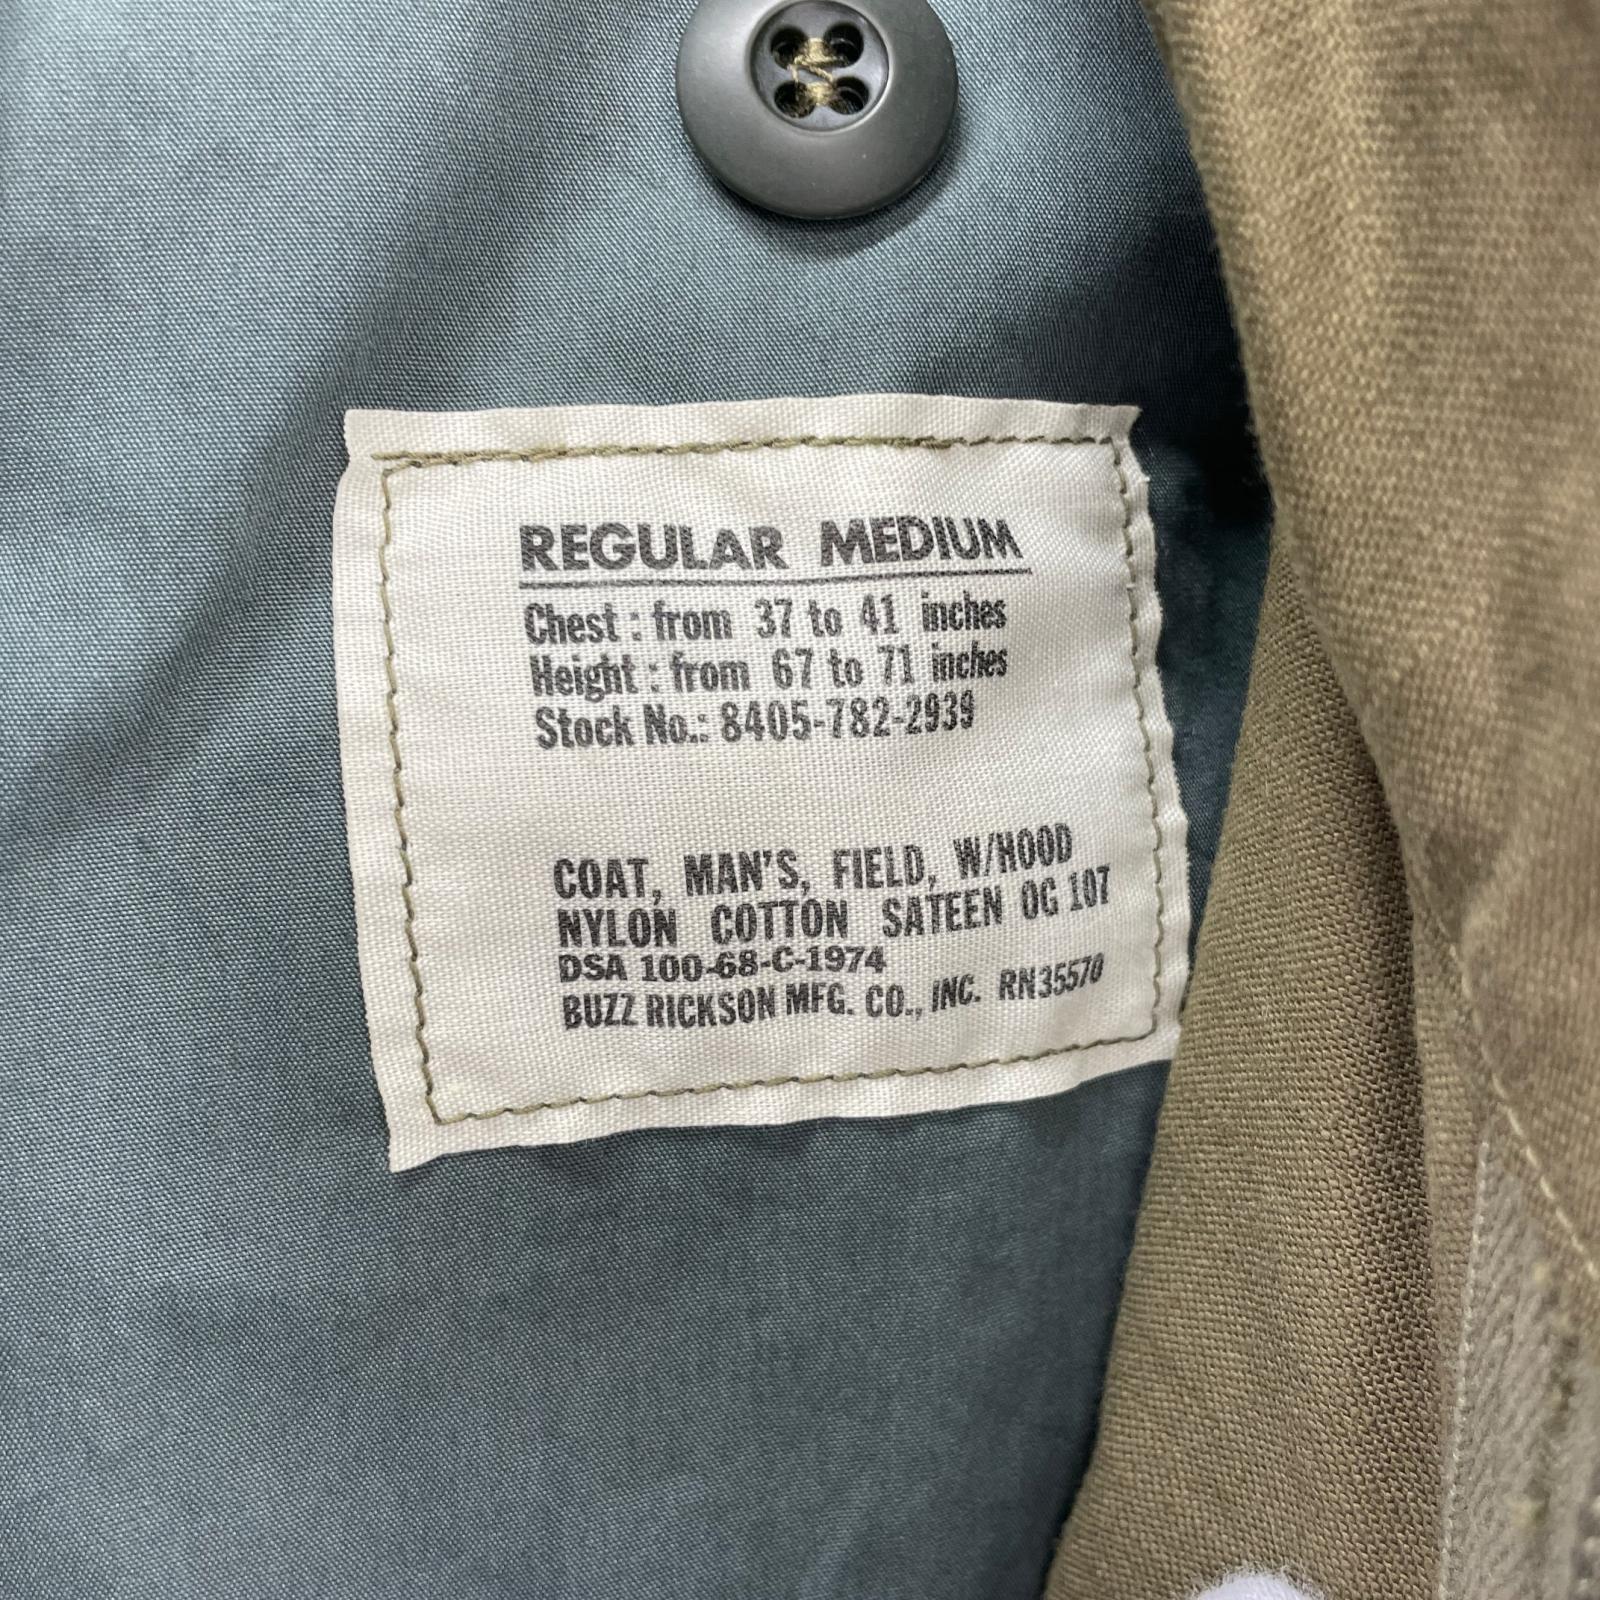 REGULAR MEDIUM
Chest : from 37 to 41 inches
Height : from 67 to 71 inches
Stock No.: 8405-782-2939
COAT, MAN'S, FIELD, W/HOOD
NYLON COTTON SATEEN OG 107
DSA 100-68-C-1974
BUZZ RICKSON MFG. CO., INC. RN35570